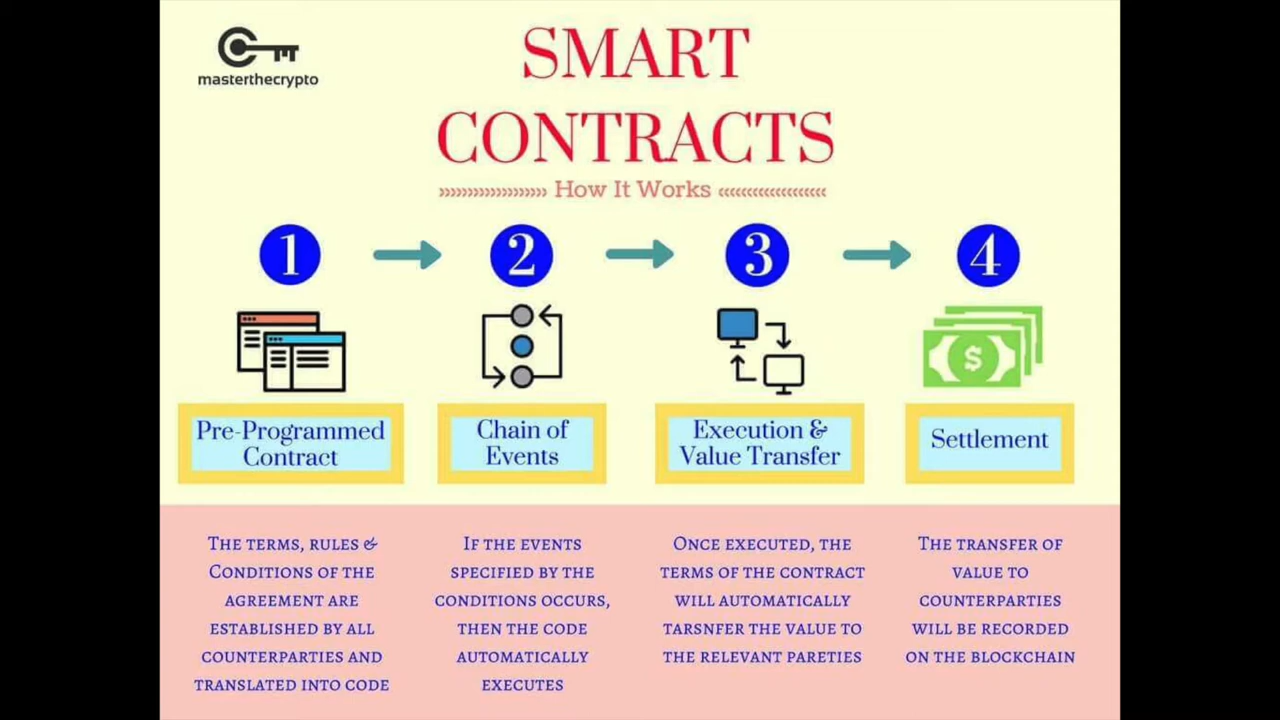 masterthecrypto
SMART
CONTRACTS
How It Works
1
2
3
4
$
Pre-Programmed
Contract
Chain of
Events
Execution &
Value Transfer
Settlement
THE TERMS, RULES &
CONDITIONS OF THE
AGREEMENT ARE
ESTABLISHED BY ALL
COUNTERPARTIES AND
TRANSLATED INTO CODE
IF THE EVENTS
SPECIFIED BY THE
CONDITIONS OCCURS,
THEN THE CODE
AUTOMATICALLY
EXECUTES
ONCE EXECUTED, THE
TERMS OF THE CONTRACT
WILL AUTOMATICALLY
TARSNFER THE VALUE TO
THE RELEVANT PARETIES
THE TRANSFER OF
VALUE TO
COUNTERPARTIES
WILL BE RECORDED
ON THE BLOCKCHAIN